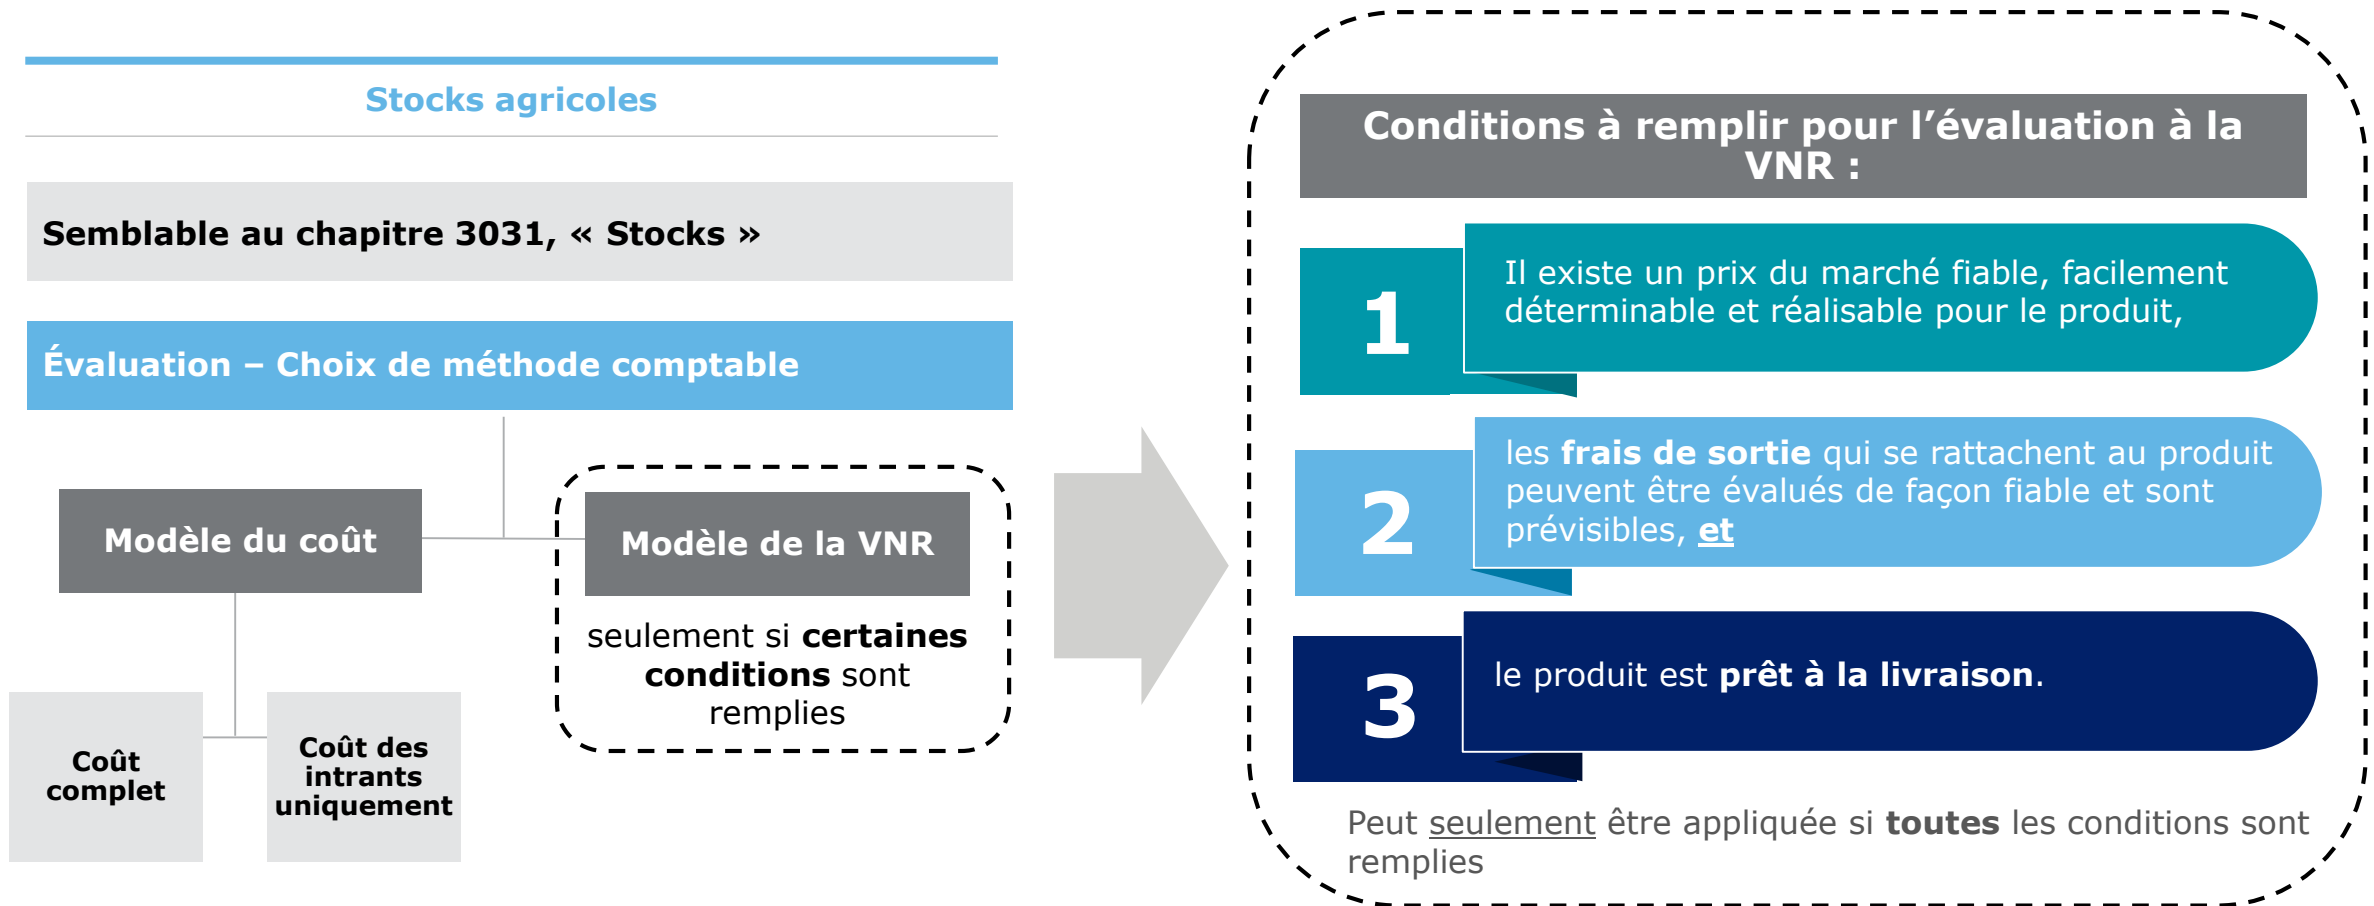 Stocks agricoles
Semblable au chapitre 3031, « Stocks »
Évaluation – Choix de méthode comptable
Modèle du coût
Modèle de la VNR
seulement si certaines
conditions sont
remplies
Coût
complet
Coût des
intrants
uniquement
Conditions à remplir pour l’évaluation à la
VNR :
1
Il existe un prix du marché fiable, facilement
déterminable et réalisable pour le produit,
2
les frais de sortie qui se rattachent au produit
peuvent être évalués de façon fiable et sont
prévisibles, et
3
le produit est prêt à la livraison.
Peut seulement être appliquée si toutes les conditions sont
remplies